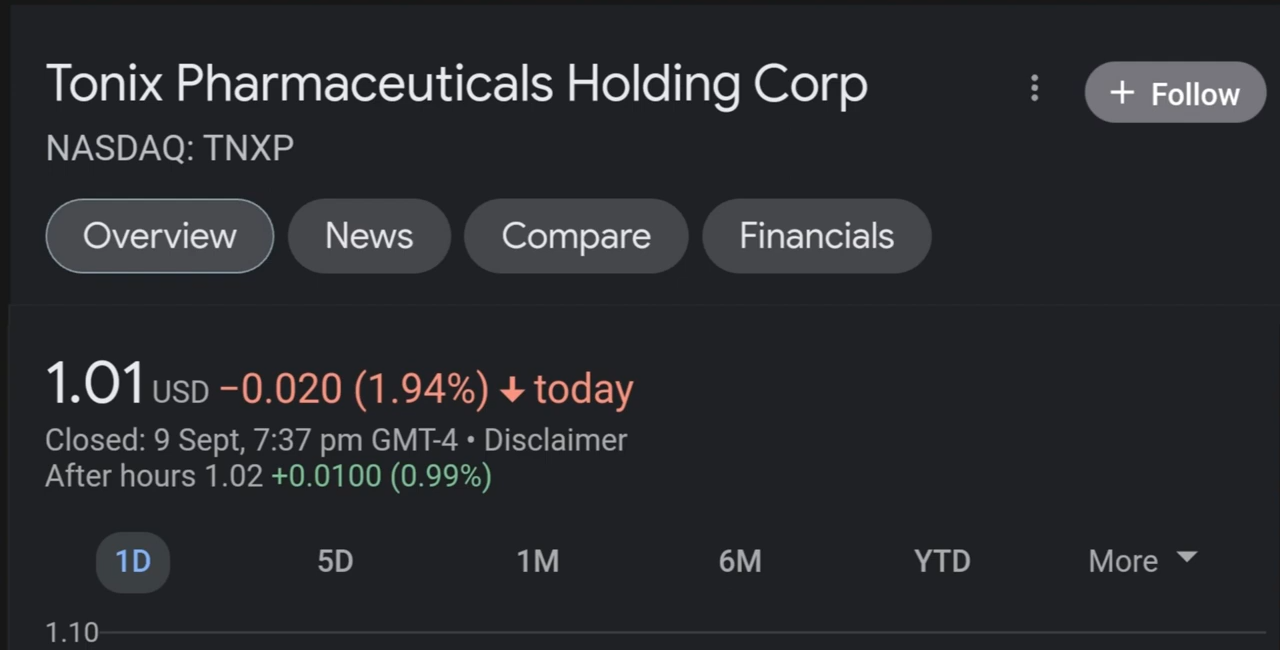 Tonix Pharmaceuticals Holding Corp
+ Follow
NASDAQ: TNXP
Overview News Compare Financials
1.01 USD −0.020 (1.94%) ↓ today
Closed: 9 Sept, 7:37 pm GMT-4 • Disclaimer
After hours 1.02 +0.0100 (0.99%)
1D 5D 1M 6M YTD More
1.10